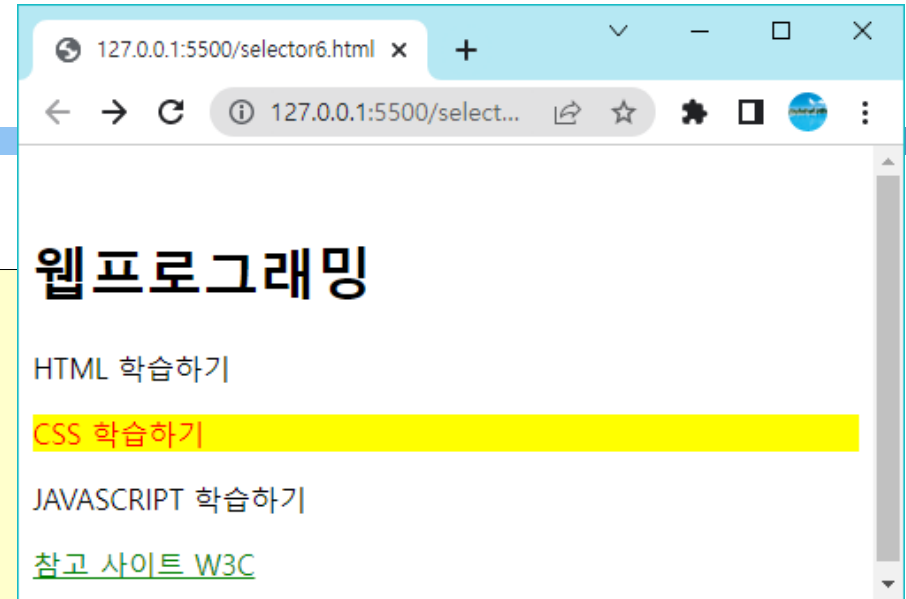 127.0.0.1:5500/selector6.html
127.0.0.1:5500/select...
웹프로그래밍
HTML 학습하기
CSS 학습하기
JAVASCRIPT 학습하기
참고 사이트 W3C